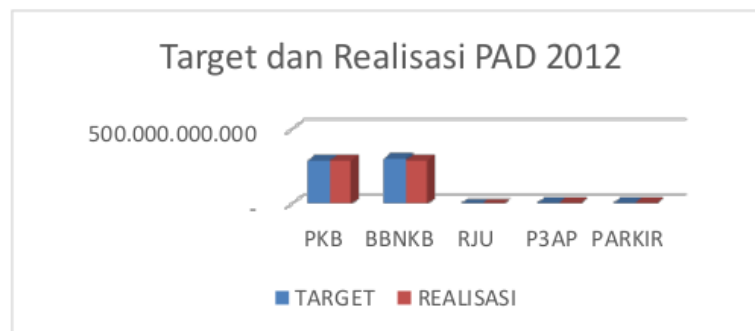 Target dan Realisasi PAD 2012
500.000.000.000
-
PKB BBNKB RJU P3AP PARKIR
TARGET REALISASI